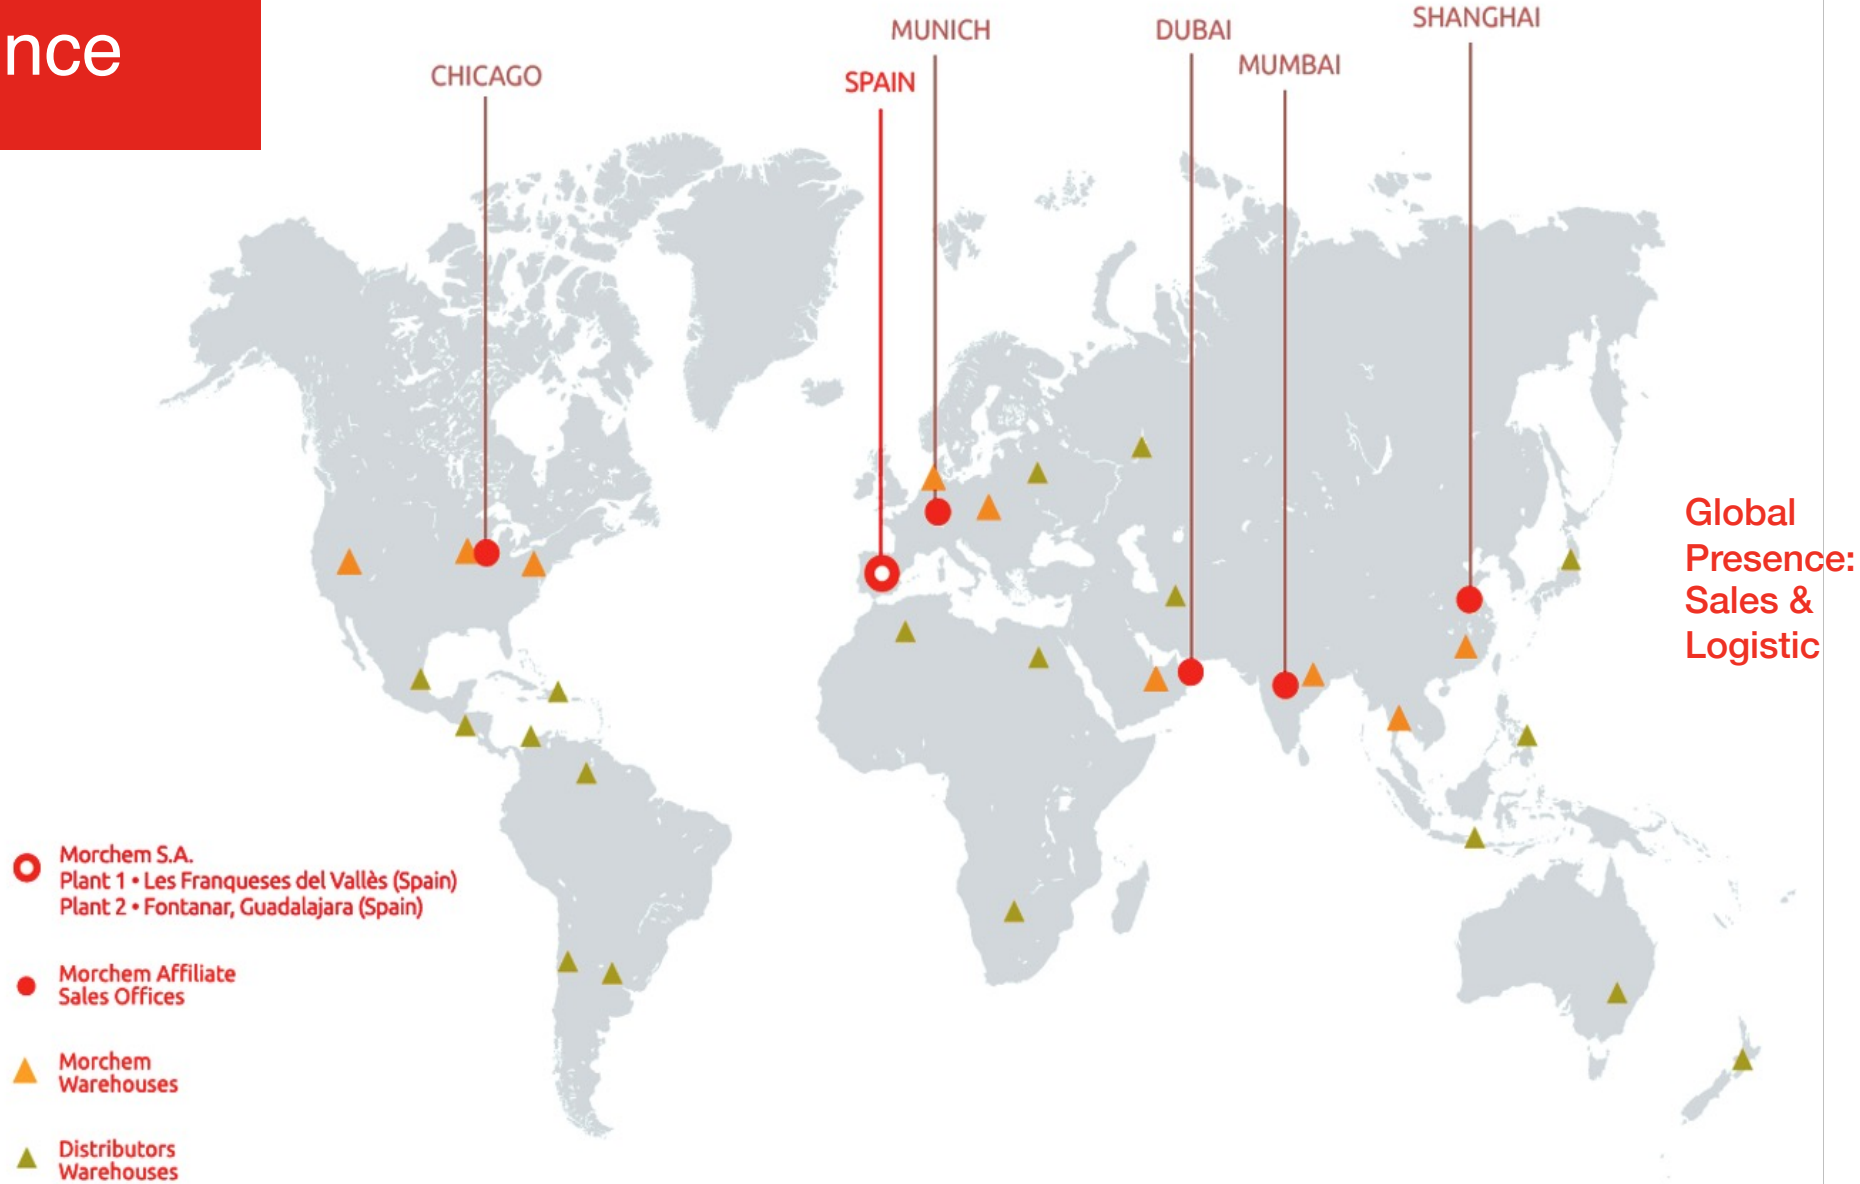 nce
CHICAGO
SPAIN
MUNICH
DUBAI
MUMBAI
SHANGHAI
Global
Presence:
Sales &
Logistic
Morchem S.A.
Plant 1 • Les Franqueses del Vallès (Spain)
Plant 2 • Fontanar, Guadalajara (Spain)
Morchem Affiliate
Sales Offices
Morchem
Warehouses
Distributors
Warehouses